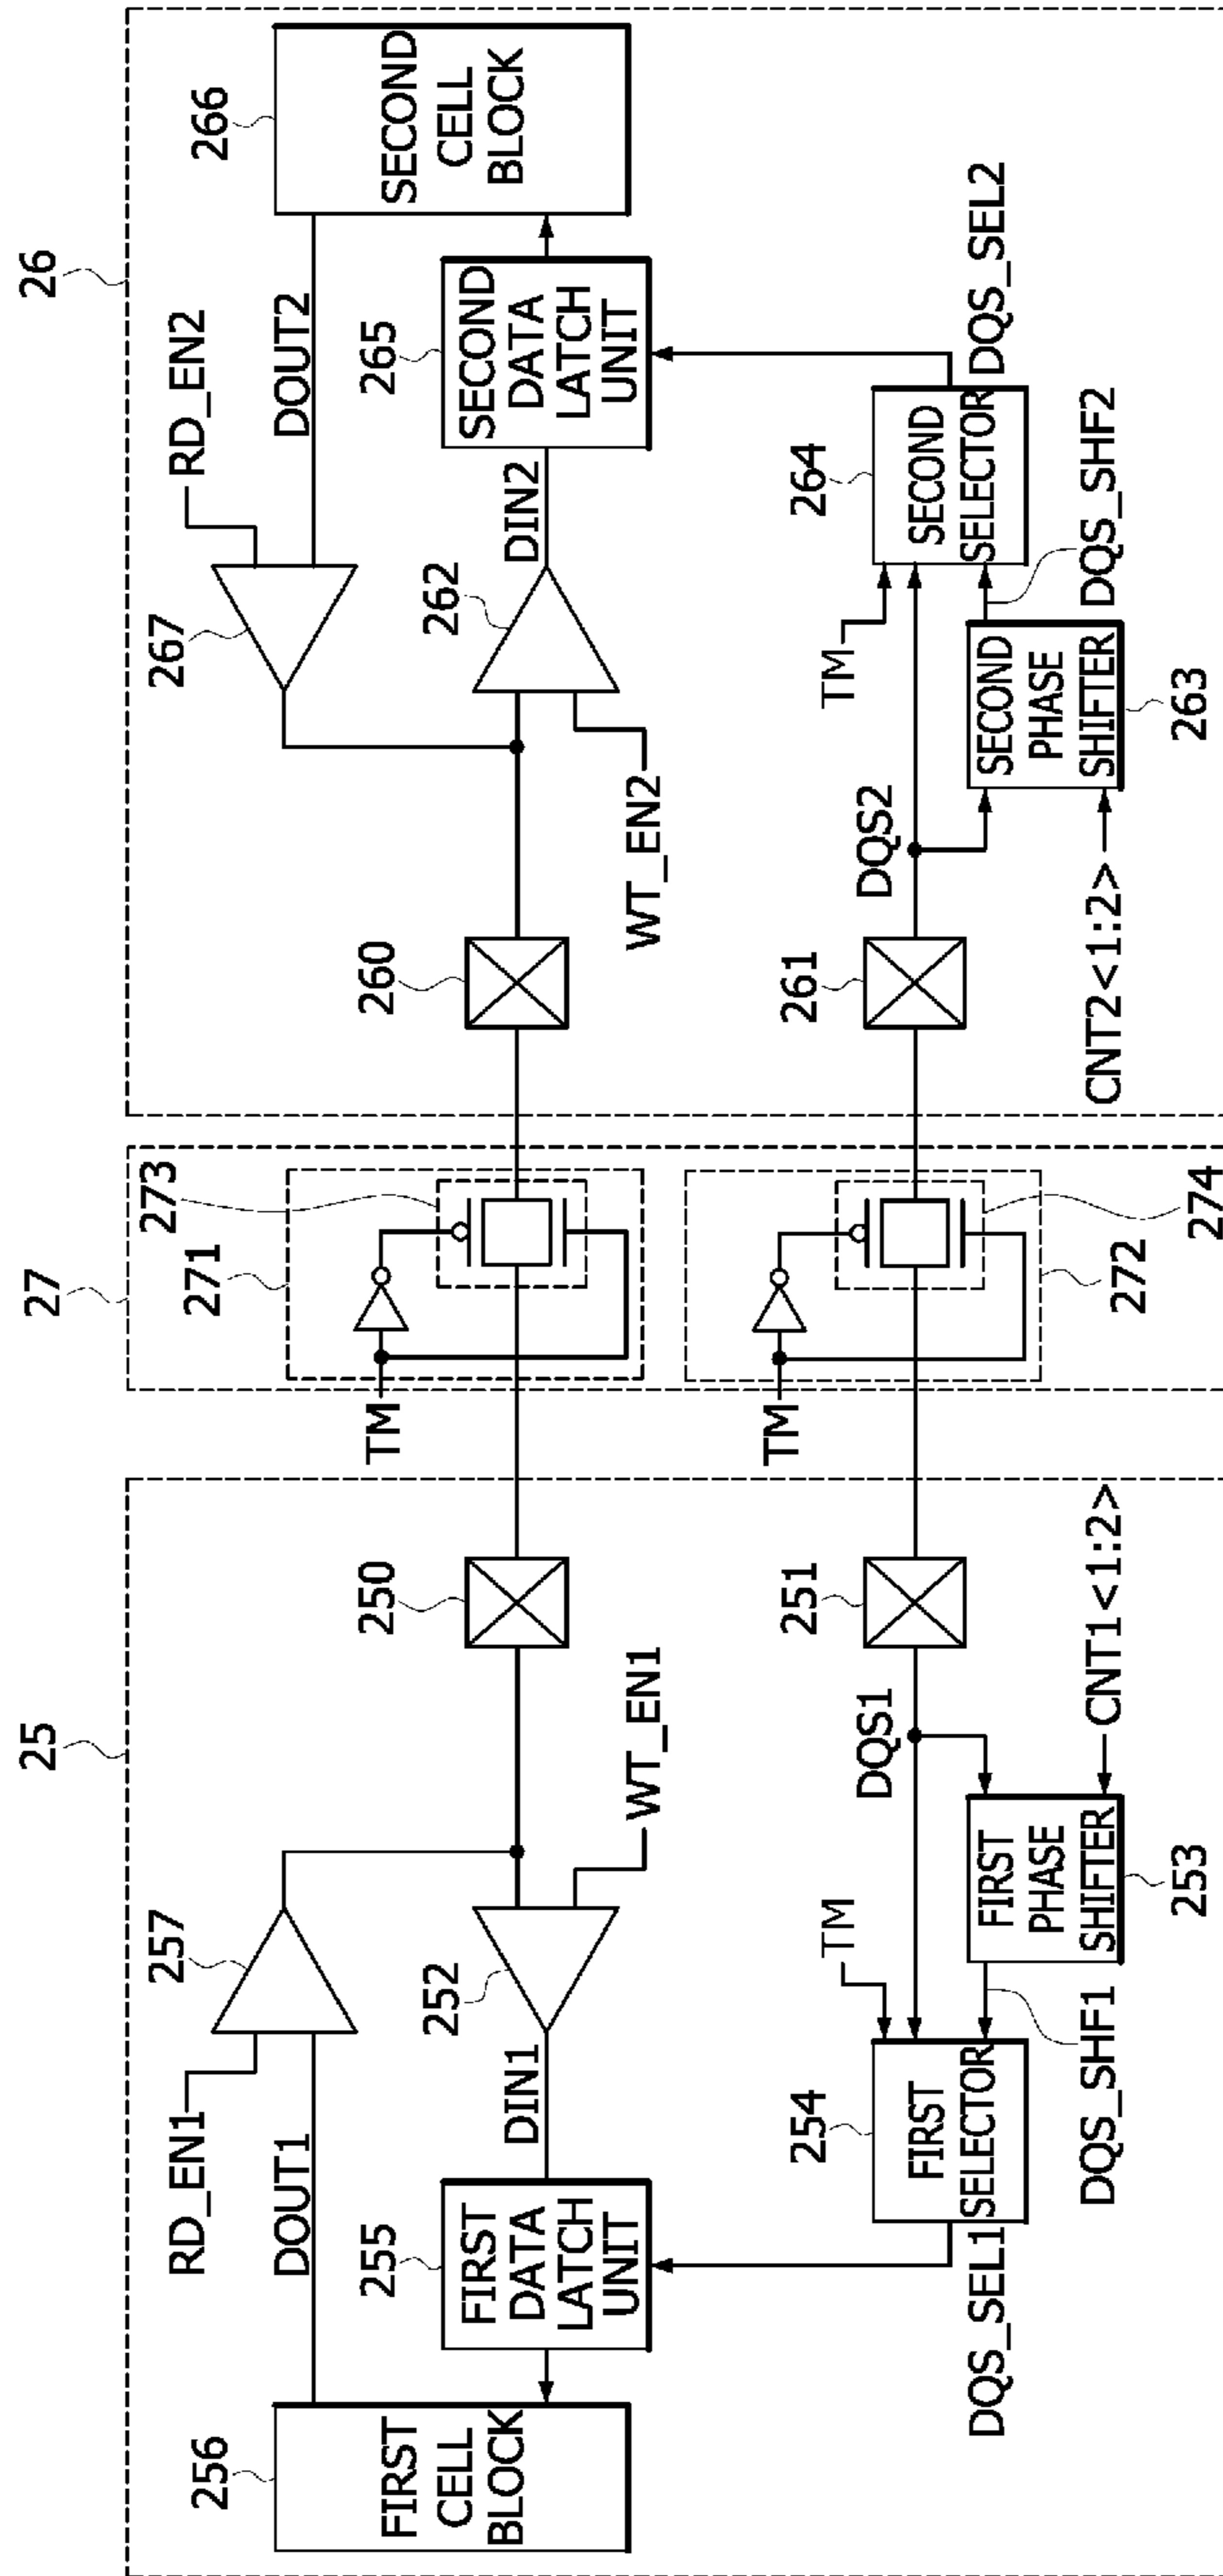 25
27
26
RD_EN1
257
DOUT1
256
FIRST
CELL
BLOCK
255
FIRST
DATA
LATCH
UNIT
DIN1
252
WT_EN1
250
TM
271
273
260
WT_EN2
267
RD_EN2
DOUT2
262
DIN2
265
SECOND
DATA
LATCH
UNIT
266
SECOND
CELL
BLOCK
DQS_SEL1
254
FIRST
SELECTOR
TM
DQS_SHF1
DQS1
FIRST
PHASE
SHIFTER
253
CNT1<1:2>
251
TM
272
274
261
DQS2
CNT2<1:2>
SECOND
PHASE
SHIFTER
263
TM
264
SECOND
SELECTOR
DQS_SHF2
DQS_SEL2